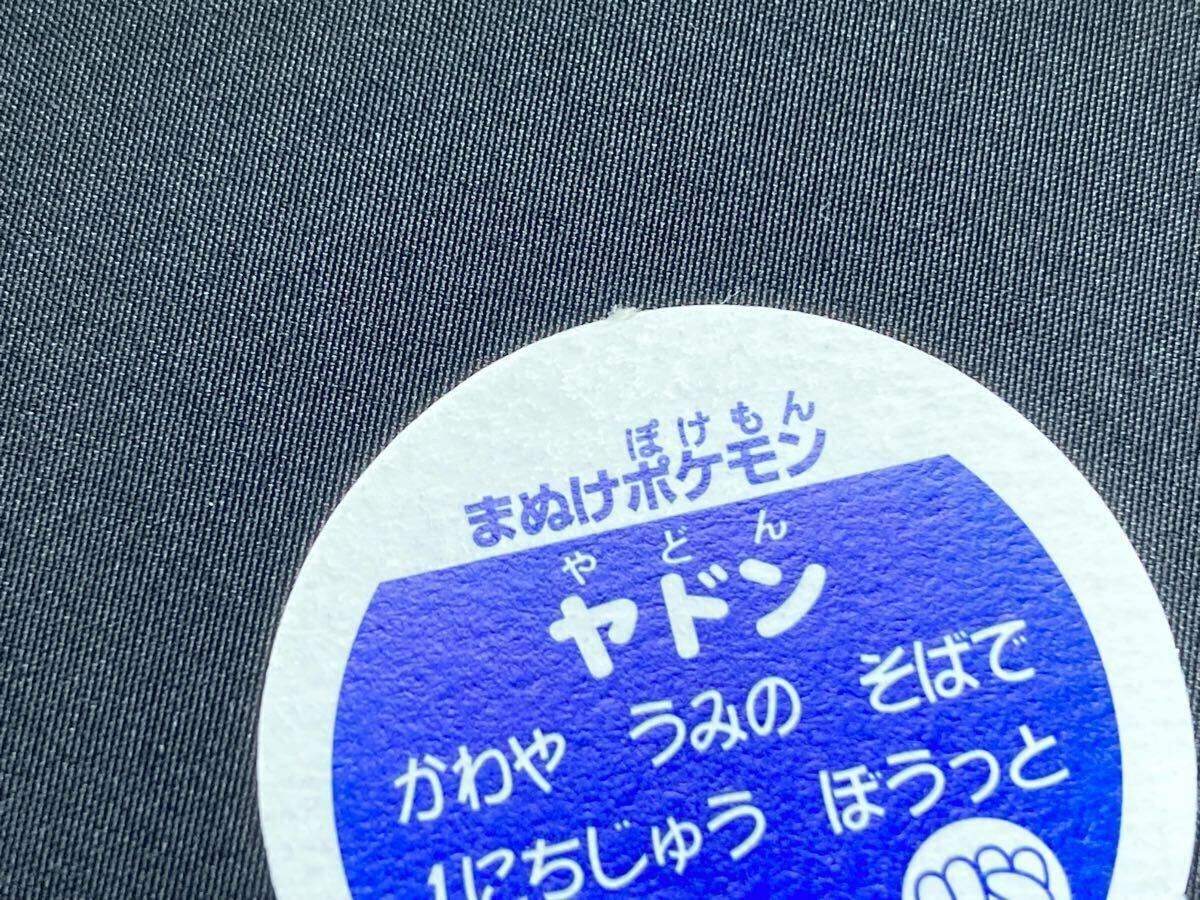 ぽけもん
まぬけポケモン
やどん
ヤドン
かわや うみの そばで
1にちじゅう ぼうっと